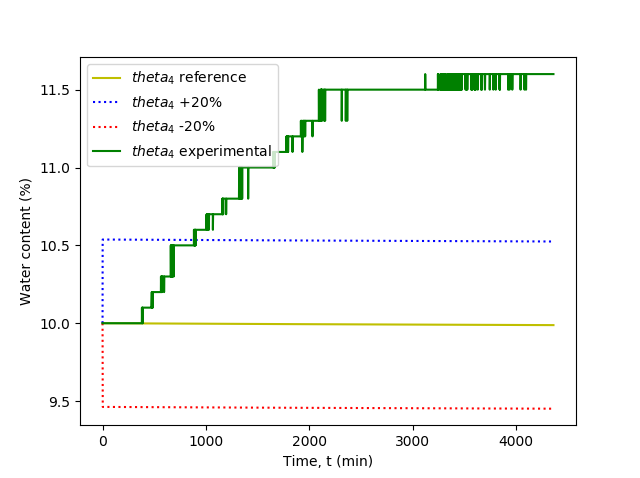 theta₄ reference
theta₄ +20%
theta₄ -20%
theta₄ experimental
Water content (%)
11.5
11.0
10.5
10.0
9.5
0 1000 2000 3000 4000
Time, t (min)